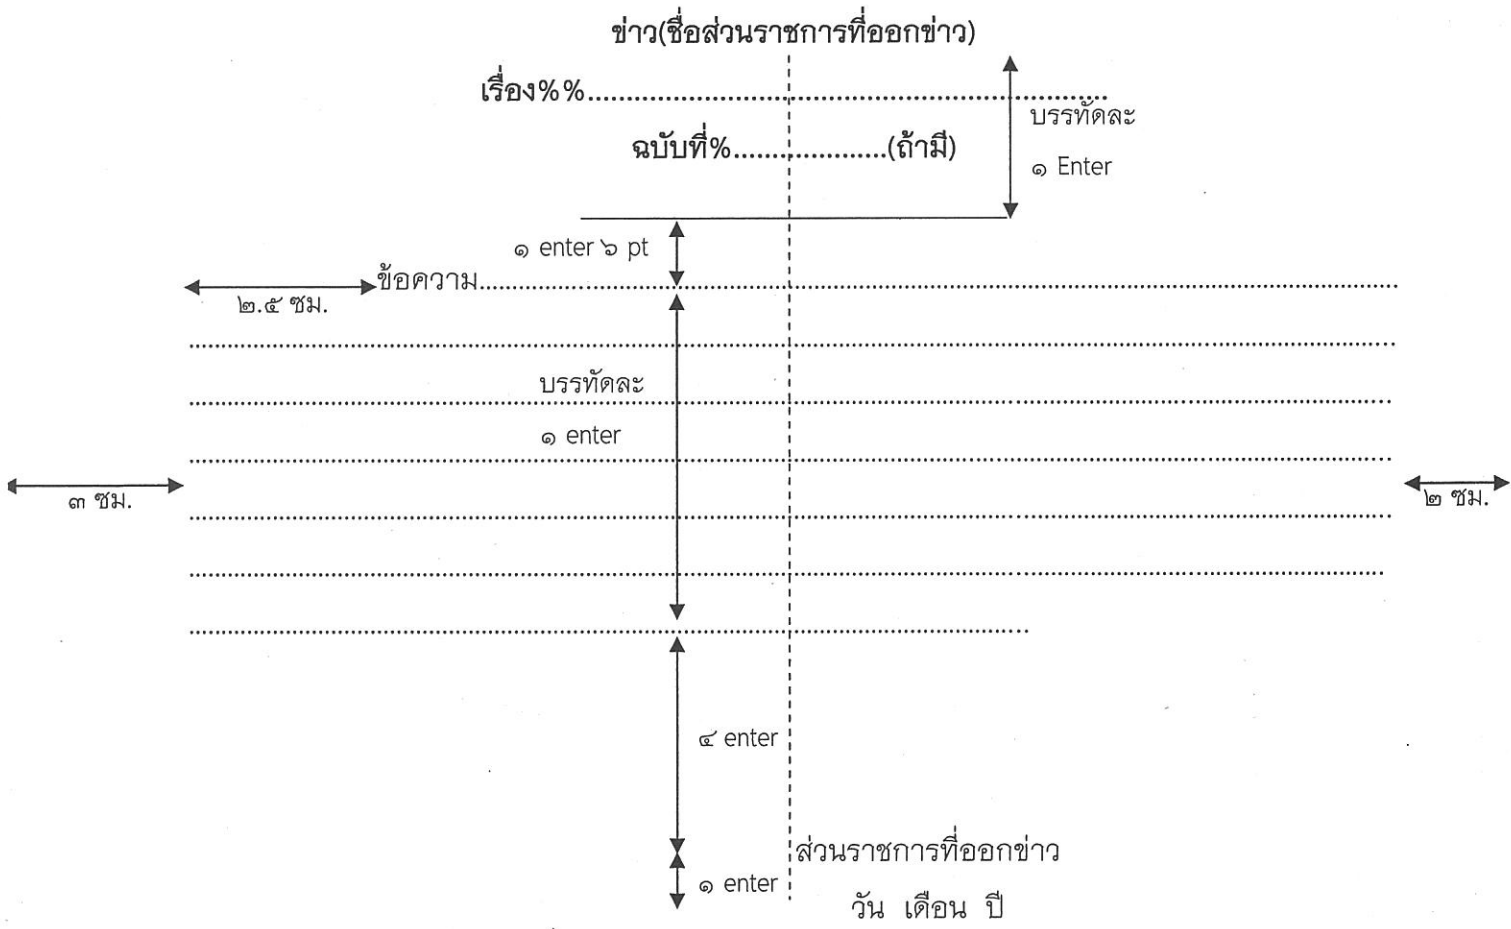 ข่าว(ชื่อส่วนราชการที่ออกข่าว)
เรื่อง%%........................................................................
บรรทัดละ
ฉบับที่%....................(ถ้ามี)
๑ Enter
๑ enter ๖ pt
ข้อความ........................................................................
๒.๕ ซม.
บรรทัดละ
๑ enter
๓ ซม.
๒ ซม.
๔ enter
ส่วนราชการที่ออกข่าว
๑ enter
วัน เดือน ปี